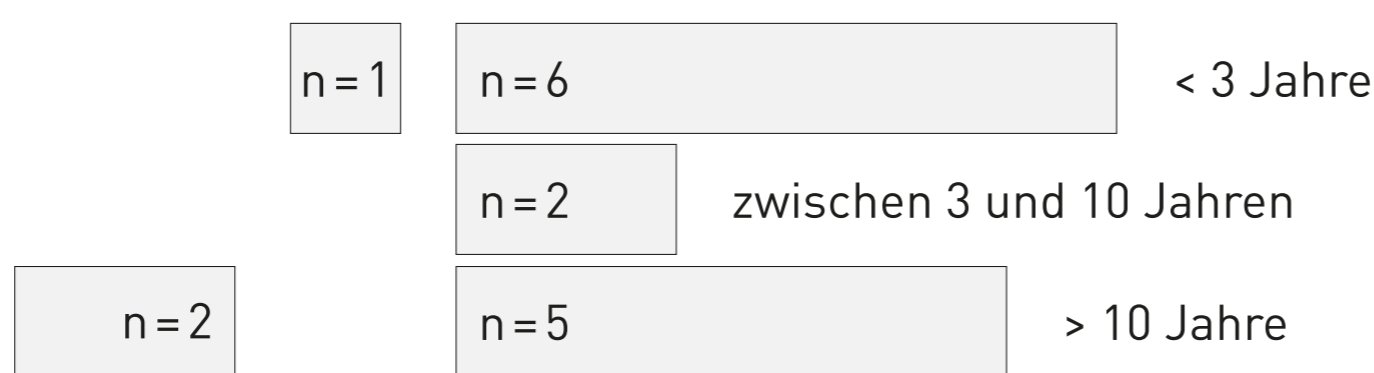 n = 1 n = 6 < 3 Jahre
n = 2 zwischen 3 und 10 Jahren
n = 2 n = 5 > 10 Jahre